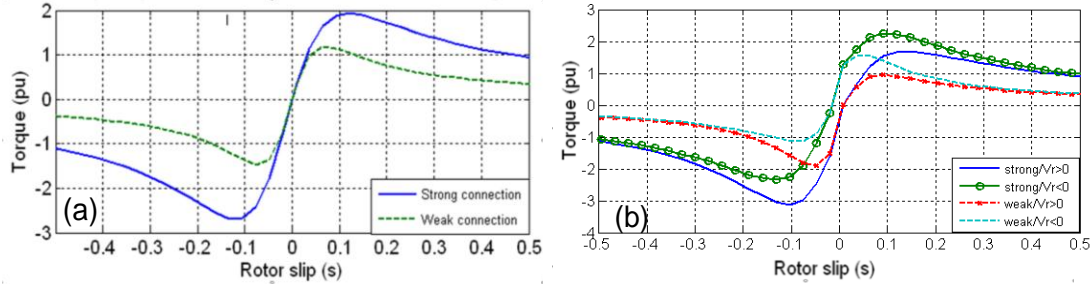 2
1
0
-1
-2
-3
Torque (pu)
-0.4 -0.3 -0.2 -0.1 0 0.1 0.2 0.3 0.4 0.5
Rotor slip (s)
(a)
Strong connection
Weak connection
4
3
2
1
0
-1
-2
-3
-4
Torque (pu)
-0.5 -0.4 -0.3 -0.2 -0.1 0 0.1 0.2 0.3 0.4 0.5
Rotor slip (s)
(b)
strong/Vr>0
strong/Vr<0
weak/Vr>0
weak/Vr<0